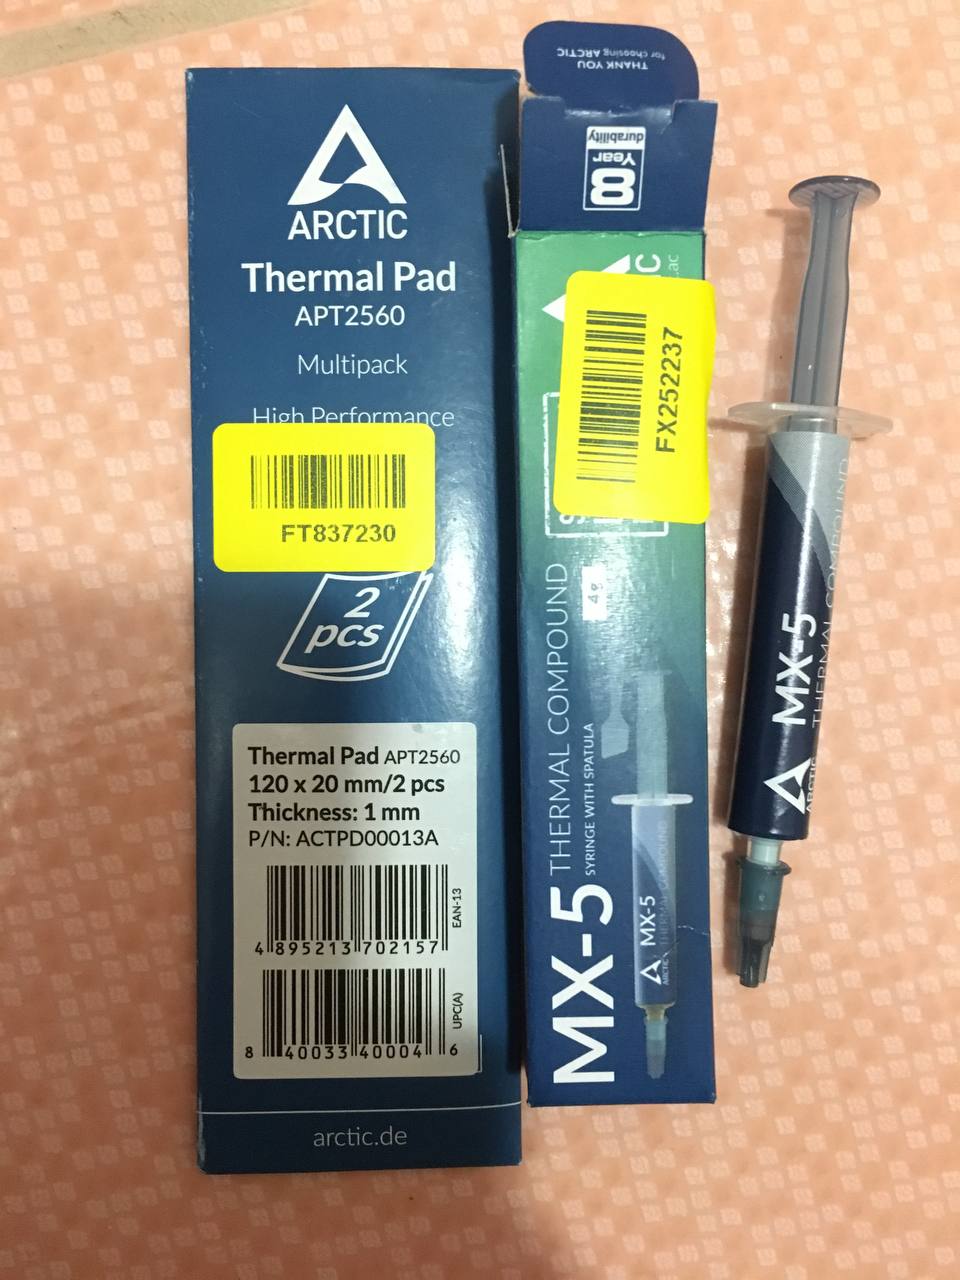 ARCTIC
Thermal Pad
APT2560
Multipack
High Performance
FT837230
2
pcs
Thermal Pad APT2560
120 x 20 mm/2 pcs
Thickness: 1 mm
P/N: ACTPD00013A
EAN-13
4 895213 702157
UPC(A)
8 40033 40004 6
arctic.de
THANK YOU
for choosing ARCTIC
8
Year
durability
FX252237
4 g
MX-5 THERMAL COMPOUND
SYRINGE WITH SPATULA
ARCTIC
MX-5
THERMAL COMPOUND
ARCTIC
MX-5
THERMAL COMPOUND